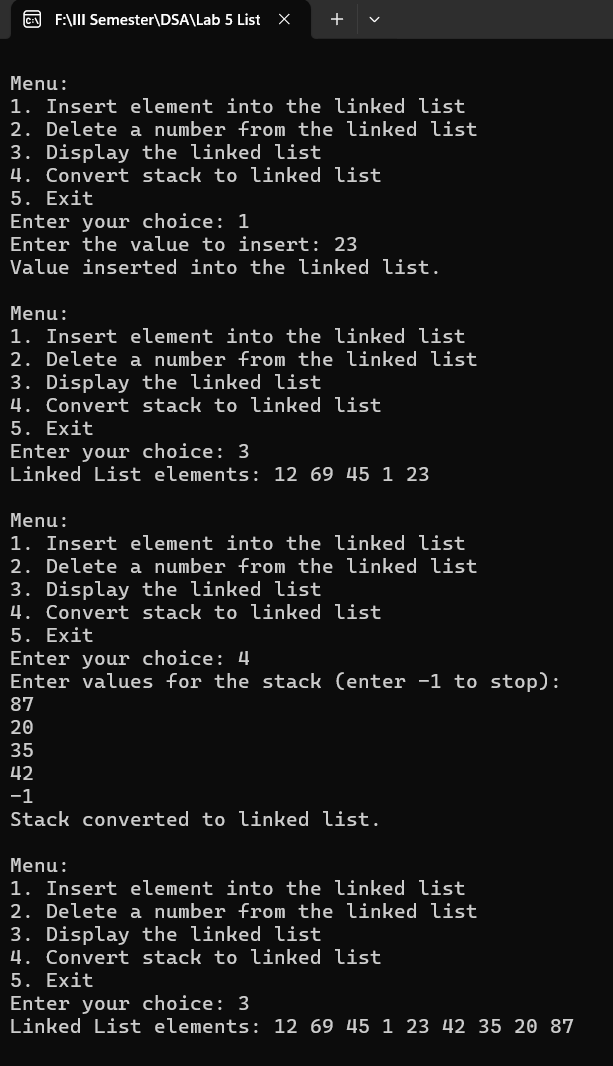 F:\III Semester\DSA\Lab 5 List
Menu:
1. Insert element into the linked list
2. Delete a number from the linked list
3. Display the linked list
4. Convert stack to linked list
5. Exit
Enter your choice: 1
Enter the value to insert: 23
Value inserted into the linked list.
Menu:
1. Insert element into the linked list
2. Delete a number from the linked list
3. Display the linked list
4. Convert stack to linked list
5. Exit
Enter your choice: 3
Linked List elements: 12 69 45 1 23
Menu:
1. Insert element into the linked list
2. Delete a number from the linked list
3. Display the linked list
4. Convert stack to linked list
5. Exit
Enter your choice: 4
Enter values for the stack (enter -1 to stop):
87
20
35
42
-1
Stack converted to linked list.
Menu:
1. Insert element into the linked list
2. Delete a number from the linked list
3. Display the linked list
4. Convert stack to linked list
5. Exit
Enter your choice: 3
Linked List elements: 12 69 45 1 23 42 35 20 87